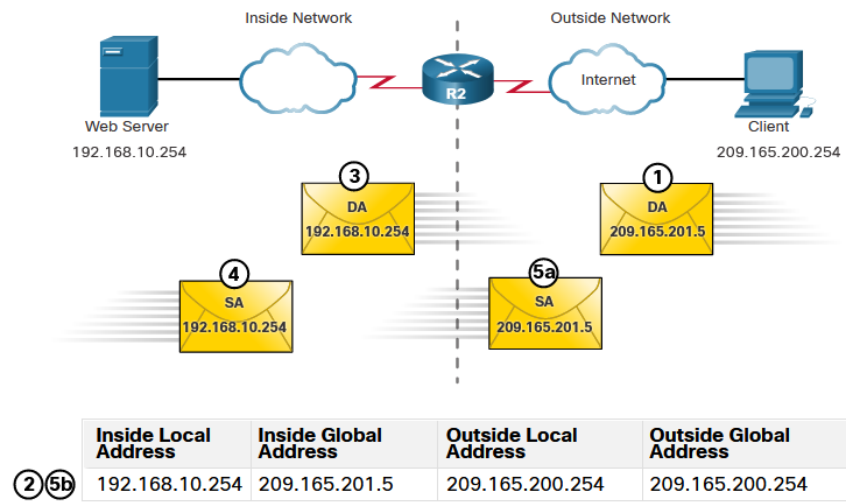 Inside Network
Outside Network
R2
Internet
Web Server
192.168.10.254
Client
209.165.200.254
3
DA
192.168.10.254
1
DA
209.165.201.5
4
SA
192.168.10.254
5a
SA
209.165.201.5
Inside Local Address
Inside Global Address
Outside Local Address
Outside Global Address
2 5b
192.168.10.254
209.165.201.5
209.165.200.254
209.165.200.254